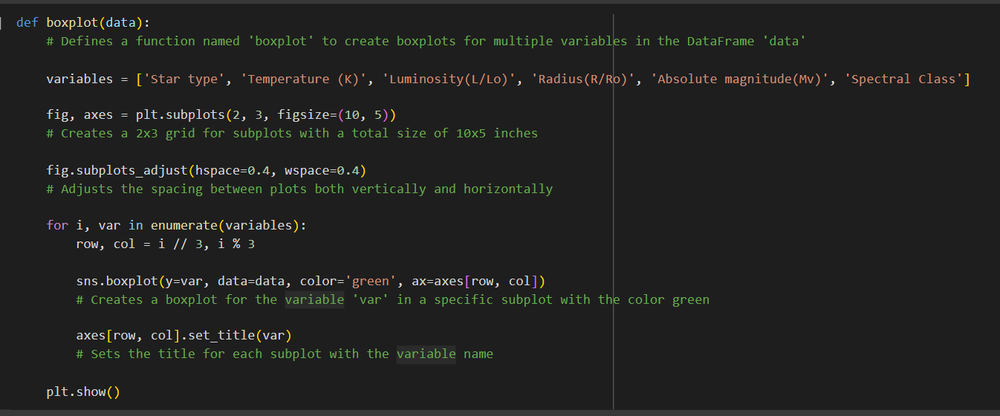 def boxplot(data):
    # Defines a function named 'boxplot' to create boxplots for multiple variables in the DataFrame 'data'
    variables = ['Star type', 'Temperature (K)', 'Luminosity(L/Lo)', 'Radius(R/Ro)', 'Absolute magnitude(Mv)', 'Spectral Class']
    fig, axes = plt.subplots(2, 3, figsize=(10, 5))
    # Creates a 2x3 grid for subplots with a total size of 10x5 inches
    fig.subplots_adjust(hspace=0.4, wspace=0.4)
    # Adjusts the spacing between plots both vertically and horizontally
    for i, var in enumerate(variables):
        row, col = i // 3, i % 3
        sns.boxplot(y=var, data=data, color='green', ax=axes[row, col])
        # Creates a boxplot for the variable 'var' in a specific subplot with the color green
        axes[row, col].set_title(var)
        # Sets the title for each subplot with the variable name
    plt.show()